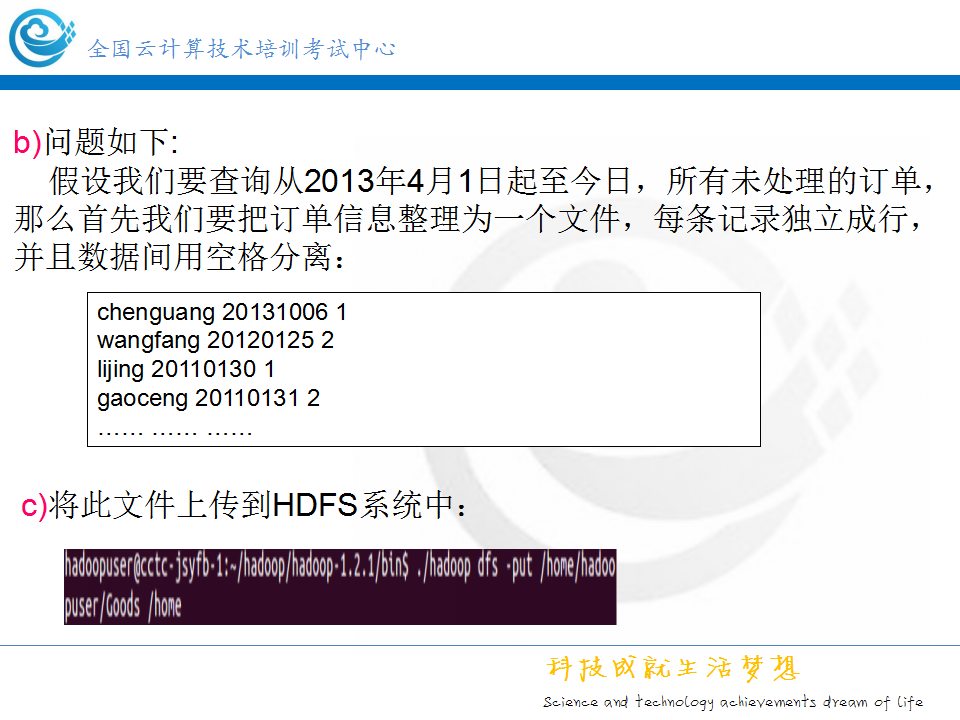 全国云计算技术培训考试中心
b)问题如下:
假设我们要查询从2013年4月1日起至今日，所有未处理的订单，
那么首先我们要把订单信息整理为一个文件，每条记录独立成行，
并且数据间用空格分离：
chenguang 20131006 1
wangfang 20120125 2
lijing 20110130 1
gaoceng 20110131 2
…… …… ……
c)将此文件上传到HDFS系统中：
hadoopuser@cctc-jsyfb-1:~/hadoop/hadoop-1.2.1/bin$ ./hadoop dfs -put /home/hadoo
puser/Goods /home
科技成就生活梦想
Science and technology achievements dream of life